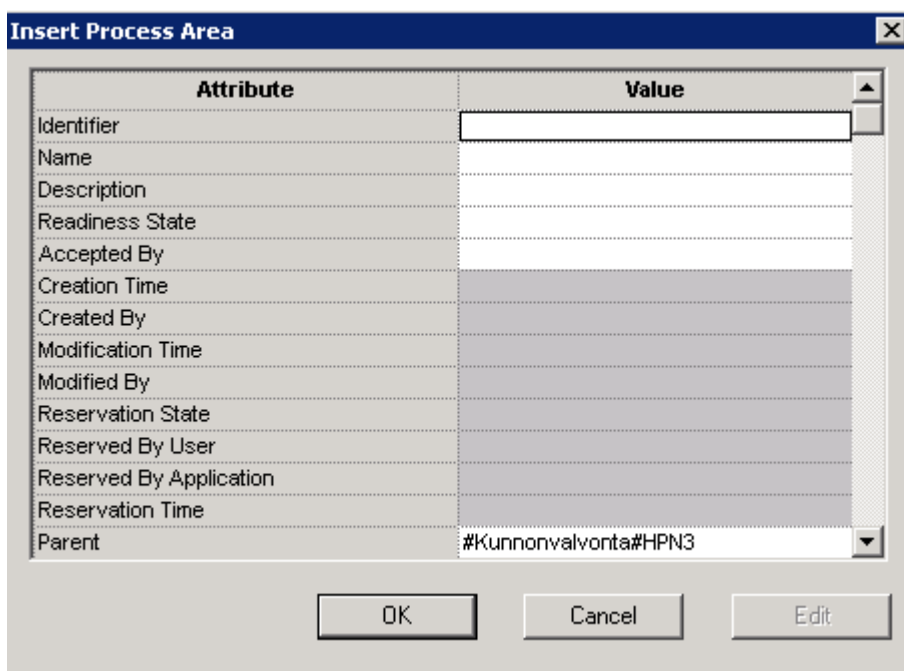 Insert Process Area
Attribute Value
Identifier
Name
Description
Readiness State
Accepted By
Creation Time
Created By
Modification Time
Modified By
Reservation State
Reserved By User
Reserved By Application
Reservation Time
Parent #Kunnonvalvonta#HPN3
OK Cancel Edit